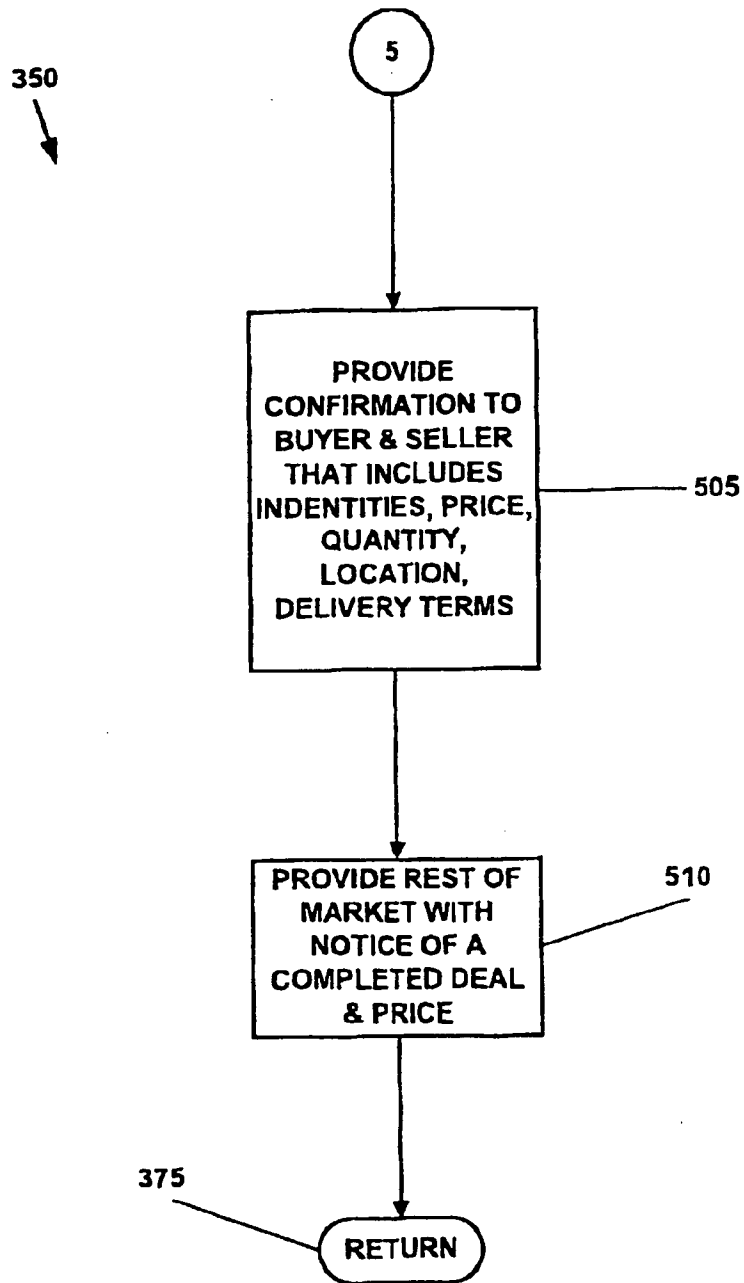 5
350
PROVIDE
CONFIRMATION TO
BUYER & SELLER
THAT INCLUDES
INDENTITIES, PRICE,
QUANTITY,
LOCATION,
DELIVERY TERMS
505
PROVIDE REST OF
MARKET WITH
NOTICE OF A
COMPLETED DEAL
& PRICE
510
375
RETURN